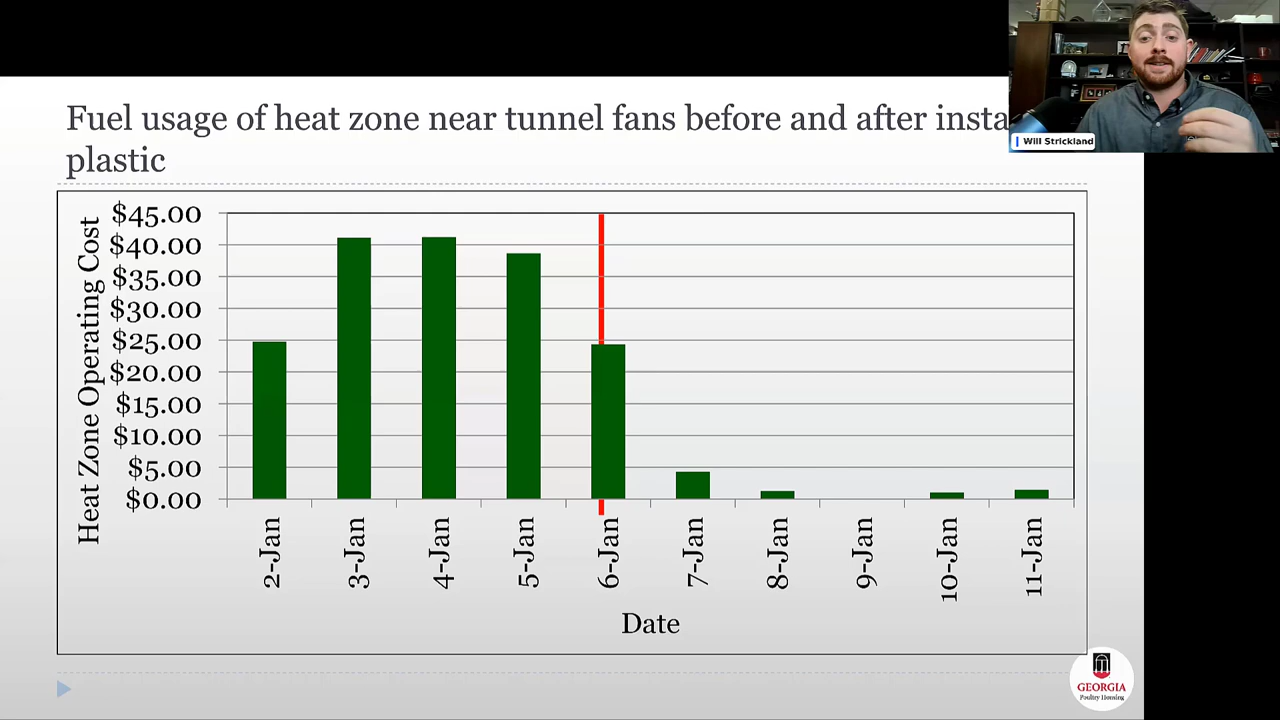 Fuel usage of heat zone near tunnel fans before and after insta
plastic
Will Strickland
Heat Zone Operating Cost
$45.00
$40.00
$35.00
$30.00
$25.00
$20.00
$15.00
$10.00
$5.00
$0.00
2-Jan
3-Jan
4-Jan
5-Jan
6-Jan
7-Jan
8-Jan
9-Jan
10-Jan
11-Jan
Date
GEORGIA
Poultry Housing